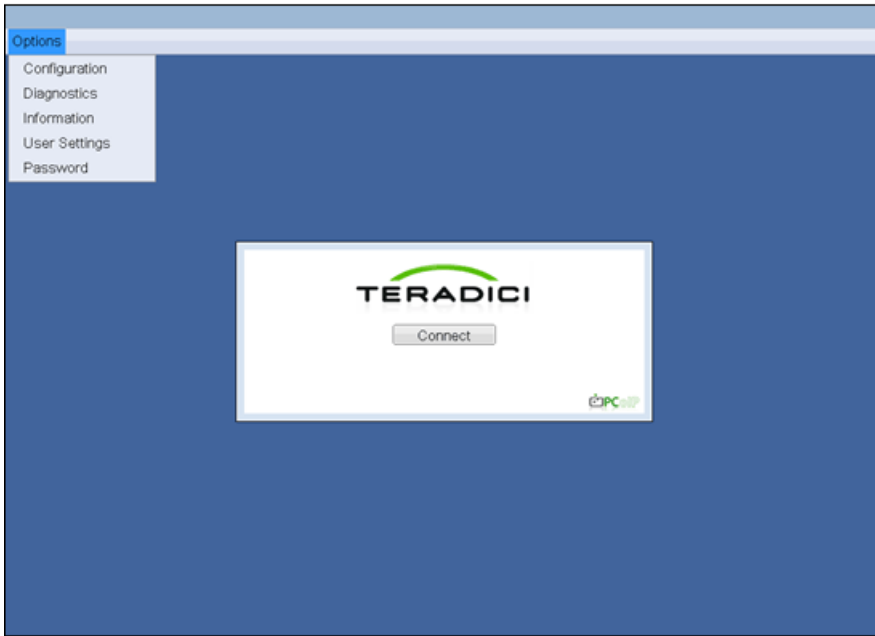 Options
Configuration
Diagnostics
Information
User Settings
Password
TERADICI
Connect
PCoIP